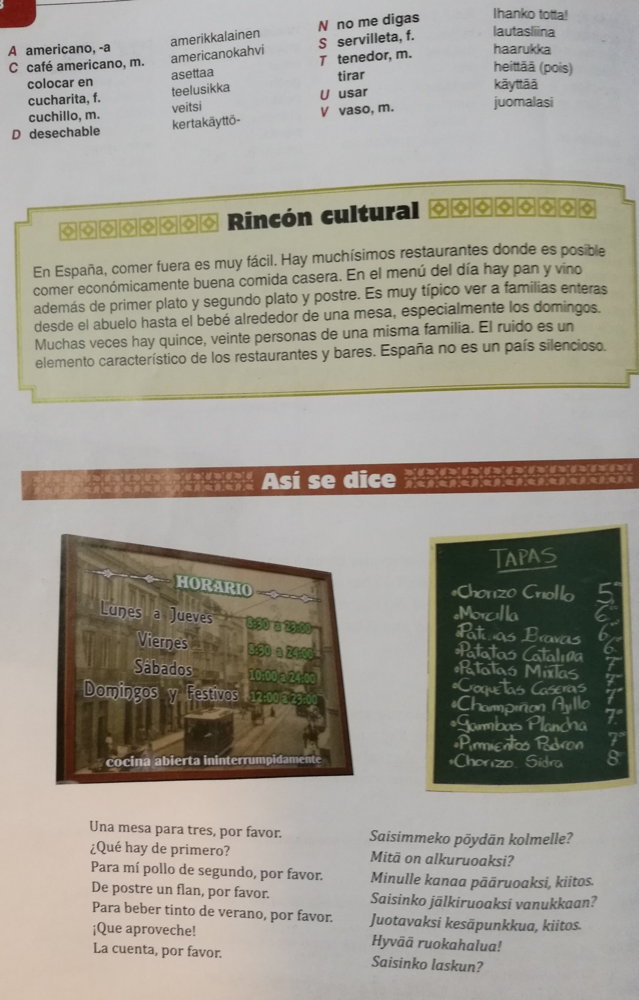 A americano, -a amerikkalainen
C café americano, m. americanokahvi
colocar en asettaa
cucharita, f. teelusikka
cuchillo, m. veitsi
D desechable kertakäyttö-
N no me digas Ihanko totta!
S servilleta, f. lautasliina
T tenedor, m. haarukka
tirar heittää (pois)
U usar käyttää
V vaso, m. juomalasi
Rincón cultural
En España, comer fuera es muy fácil. Hay muchísimos restaurantes donde es posible
comer económicamente buena comida casera. En el menú del día hay pan y vino
además de primer plato y segundo plato y postre. Es muy típico ver a familias enteras
desde el abuelo hasta el bebé alrededor de una mesa, especialmente los domingos.
Muchas veces hay quince, veinte personas de una misma familia. El ruido es un
elemento característico de los restaurantes y bares. España no es un país silencioso.
Así se dice
HORARIO
Lunes a Jueves 8:30 a 23:00
Viernes 8:30 a 24:00
Sábados 10:00 a 24:00
Domingos y Festivos 12:00 a 23:00
cocina abierta ininterrumpidamente
TAPAS
Chorizo Criollo 5
Morcilla 6
Bravas 6
Patatas Catalina 6
Patatas Mixtas 7
Croquetas Caseras 7
Champiñon Ajillo 7
Gambas Plancha 7
Pimientos Padron 7
Chorizo Sidra 8
Una mesa para tres, por favor. Saisimmeko pöydän kolmelle?
¿Qué hay de primero? Mitä on alkuruoaksi?
Para mí pollo de segundo, por favor. Minulle kanaa pääruoaksi, kiitos.
De postre un flan, por favor. Saisinko jälkiruoaksi vanukkaan?
Para beber tinto de verano, por favor. Juotavaksi kesäpunkkua, kiitos.
¡Que aproveche! Hyvää ruokahalua!
La cuenta, por favor. Saisinko laskun?